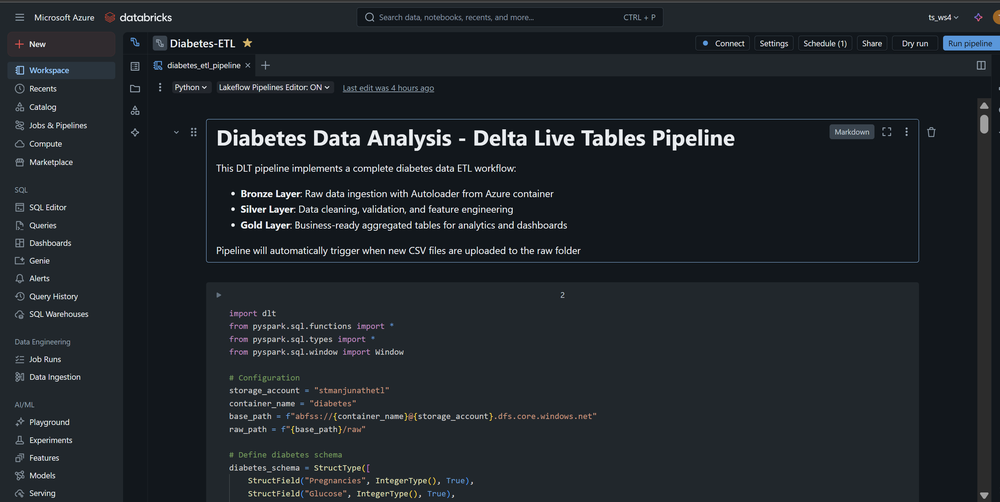 Microsoft Azure databricks
Search data, notebooks, recents, and more... CTRL + P
ts_ws4
New
Workspace
Recents
Catalog
Jobs & Pipelines
Compute
Marketplace
SQL
SQL Editor
Queries
Dashboards
Genie
Alerts
Query History
SQL Warehouses
Data Engineering
Job Runs
Data Ingestion
AI/ML
Playground
Experiments
Features
Models
Serving
Diabetes-ETL
Connect Settings Schedule (1) Share Dry run Run pipeline
diabetes_etl_pipeline
Python Lakeflow Pipelines Editor: ON Last edit was 4 hours ago
Markdown
Diabetes Data Analysis - Delta Live Tables Pipeline
This DLT pipeline implements a complete diabetes data ETL workflow:
• Bronze Layer: Raw data ingestion with Autoloader from Azure container
• Silver Layer: Data cleaning, validation, and feature engineering
• Gold Layer: Business-ready aggregated tables for analytics and dashboards
Pipeline will automatically trigger when new CSV files are uploaded to the raw folder
2
import dlt
from pyspark.sql.functions import *
from pyspark.sql.types import *
from pyspark.sql.window import Window
# Configuration
storage_account = "stmanjunathetl"
container_name = "diabetes"
base_path = f"abfss://{container_name}@{storage_account}.dfs.core.windows.net"
raw_path = f"{base_path}/raw"
# Define diabetes schema
diabetes_schema = StructType([
    StructField("Pregnancies", IntegerType(), True),
    StructField("Glucose", IntegerType(), True),